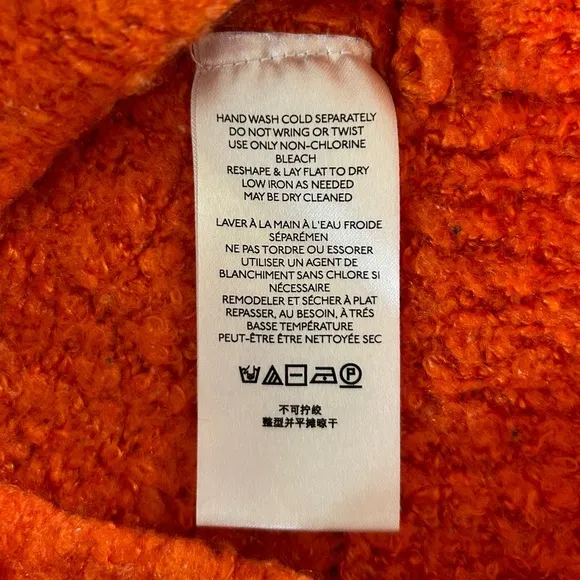 HAND WASH COLD SEPARATELY
DO NOT WRING OR TWIST
USE ONLY NON-CHLORINE
BLEACH
RESHAPE & LAY FLAT TO DRY
LOW IRON AS NEEDED
MAY BE DRY CLEANED
LAVER À LA MAIN À L'EAU FROIDE
SÉPARÉMEN
NE PAS TORDRE OU ESSORER
UTILISER UN AGENT DE
BLANCHIMENT SANS CHLORE SI
NÉCESSAIRE
REMODELER ET SÉCHER À PLAT
REPASSER, AU BESOIN, À TRÉS
BASSE TEMPÉRATURE
PEUT-ÊTRE ÊTRE NETTOYÉE SEC
P
不可拧绞
整型并平摊晾干